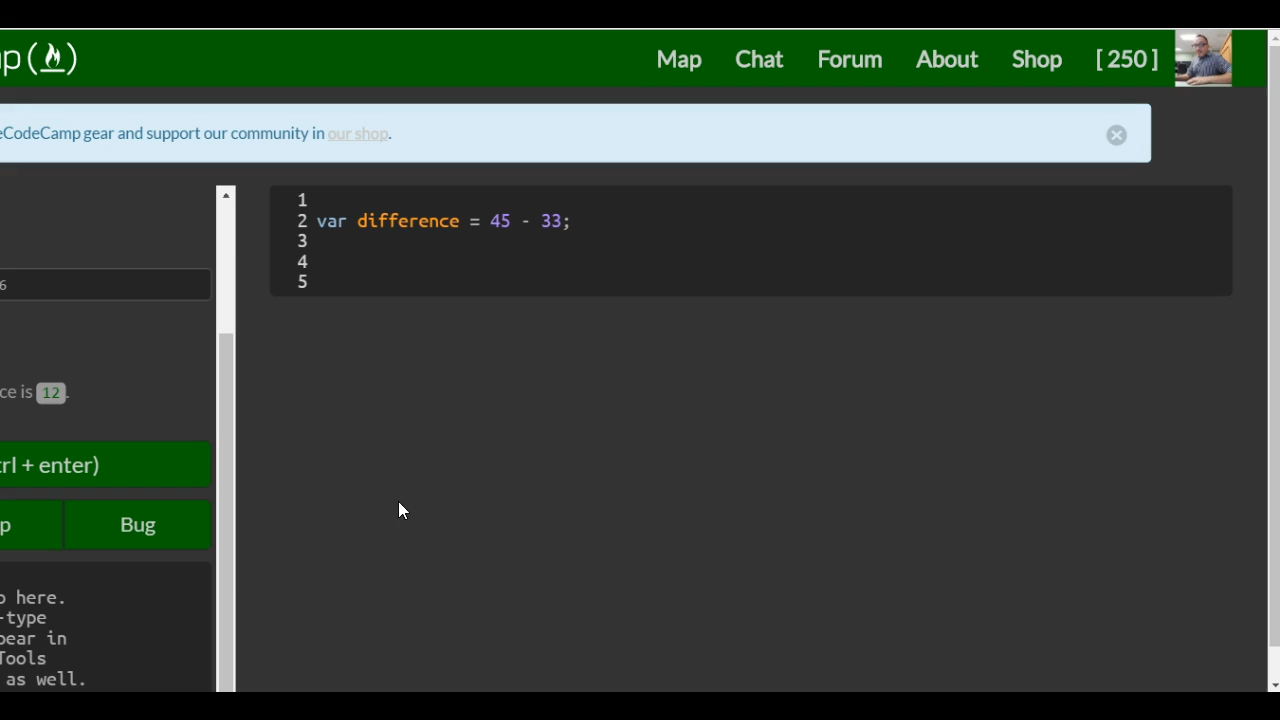 Map Chat Forum About Shop [ 250 ]
eCodeCamp gear and support our community in our shop.
1
2 var difference = 45 - 33;
3
4
5
6
ce is 12.
trl + enter)
p Bug
o here.
-type
pear in
Tools
as well.